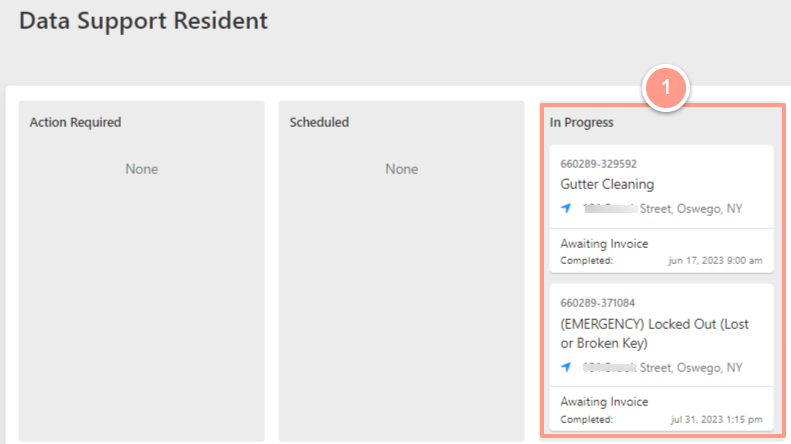 Data Support Resident
1
Action Required
None
Scheduled
None
In Progress
660289-329592
Gutter Cleaning
Street, Oswego, NY
Awaiting Invoice
Completed: jun 17, 2023 9:00 am
660289-371084
(EMERGENCY) Locked Out (Lost
or Broken Key)
Street, Oswego, NY
Awaiting Invoice
Completed: jul 31, 2023 1:15 pm